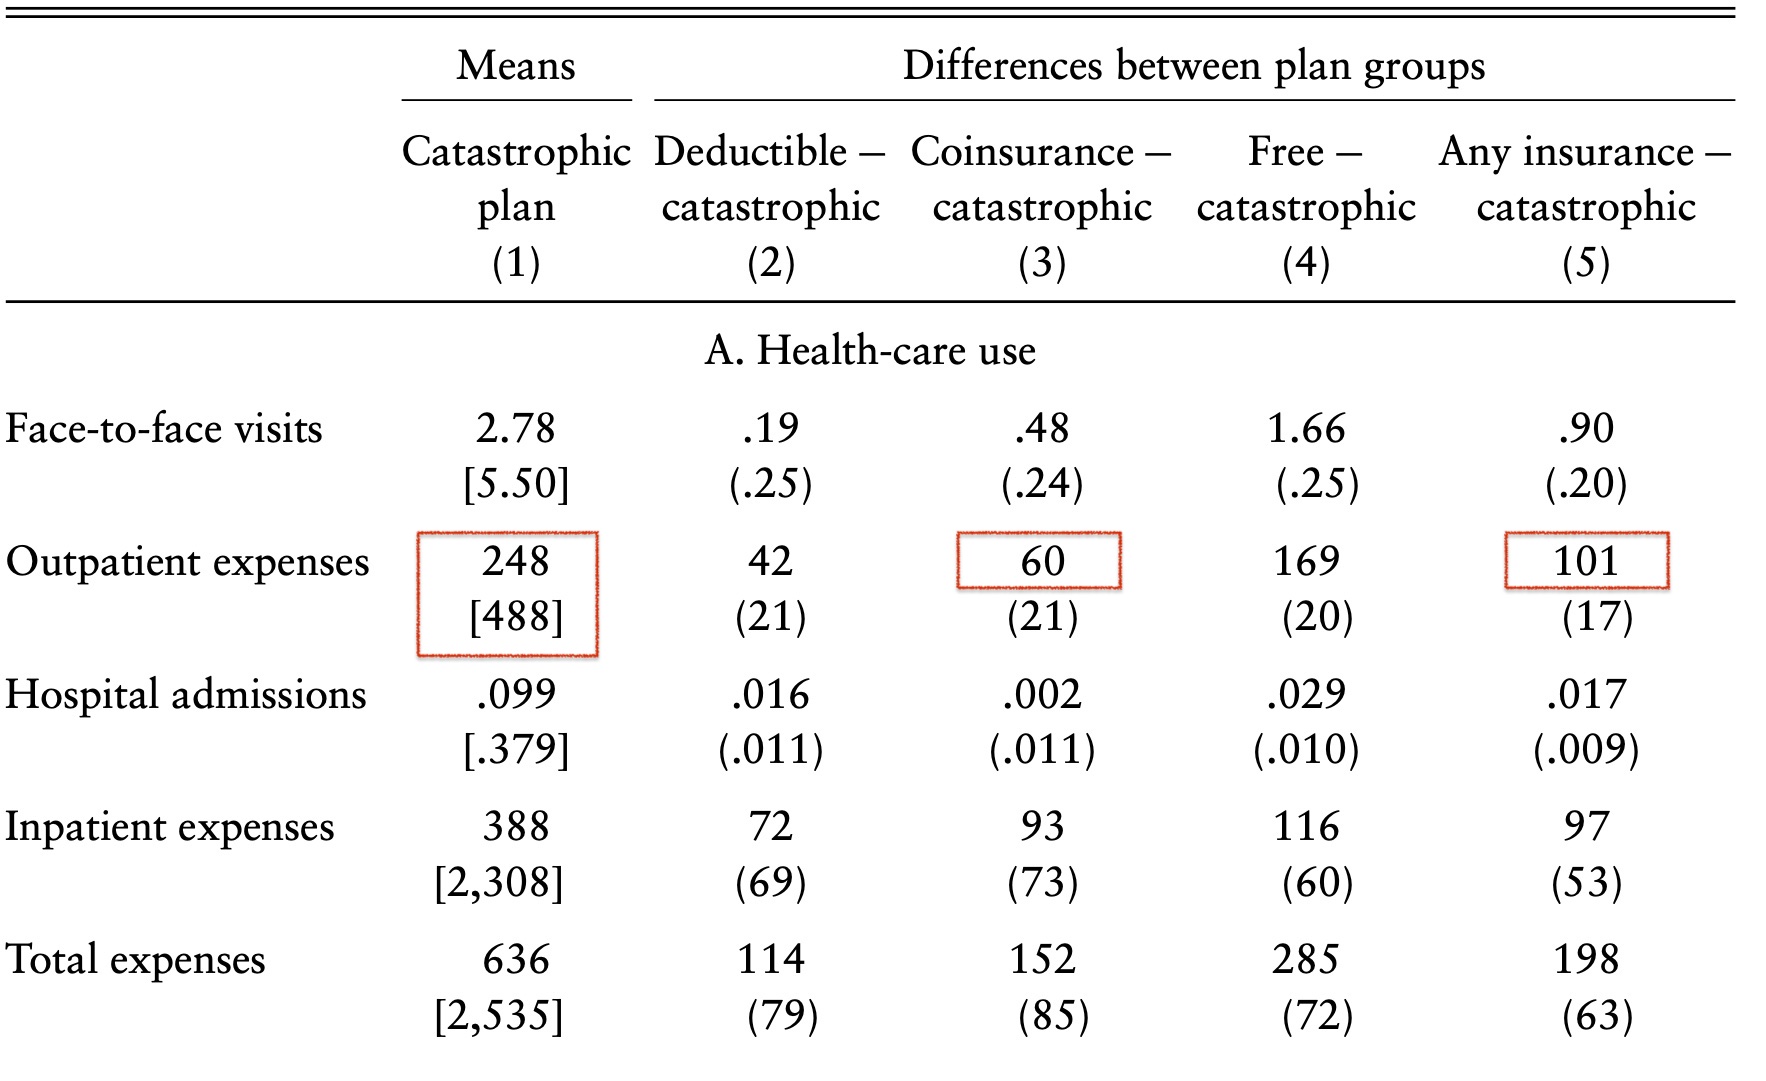 Means Differences between plan groups
Catastrophic Deductible – Coinsurance – Free – Any insurance –
plan catastrophic catastrophic catastrophic catastrophic
(1) (2) (3) (4) (5)
A. Health-care use
Face-to-face visits 2.78 .19 .48 1.66 .90
[5.50] (.25) (.24) (.25) (.20)
Outpatient expenses 248 42 60 169 101
[488] (21) (21) (20) (17)
Hospital admissions .099 .016 .002 .029 .017
[.379] (.011) (.011) (.010) (.009)
Inpatient expenses 388 72 93 116 97
[2,308] (69) (73) (60) (53)
Total expenses 636 114 152 285 198
[2,535] (79) (85) (72) (63)